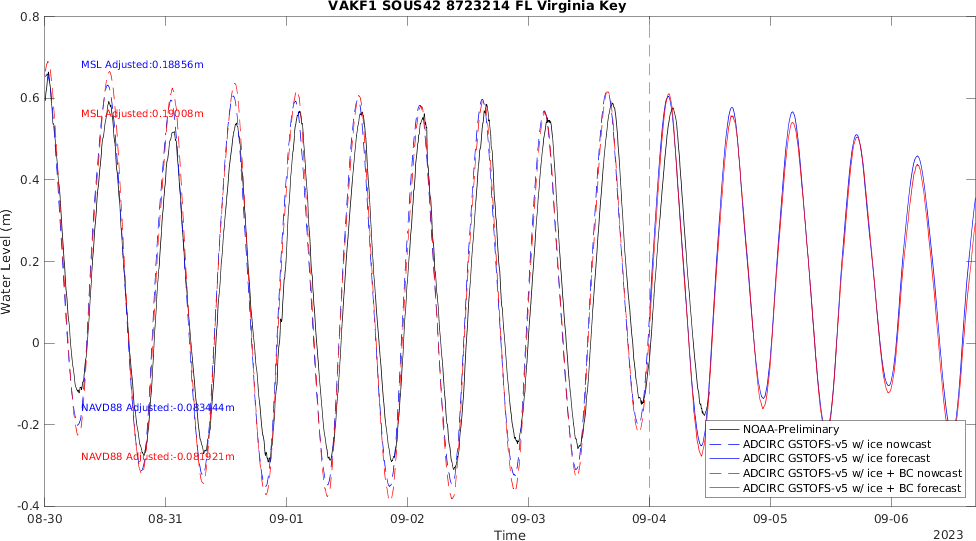 VAKF1 SOUS42 8723214 FL Virginia Key
0.8
0.6
0.4
0.2
0
-0.2
-0.4
Water Level (m)
MSL Adjusted:0.18856m
MSL Adjusted:0.19008m
NAVD88 Adjusted:-0.083444m
NAVD88 Adjusted:-0.081921m
NOAA-Preliminary
ADCIRC GSTOFS-v5 w/ ice nowcast
ADCIRC GSTOFS-v5 w/ ice forecast
ADCIRC GSTOFS-v5 w/ ice + BC nowcast
ADCIRC GSTOFS-v5 w/ ice + BC forecast
08-30 08-31 09-01 09-02 09-03 09-04 09-05 09-06
Time
2023